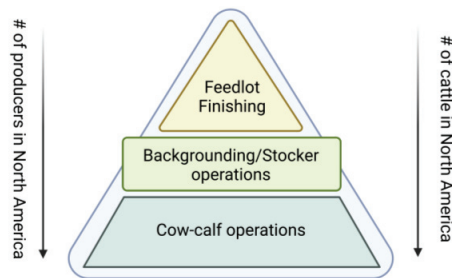 # of producers in North America
Feedlot
Finishing
Backgrounding/Stocker
operations
Cow-calf operations
# of cattle in North America